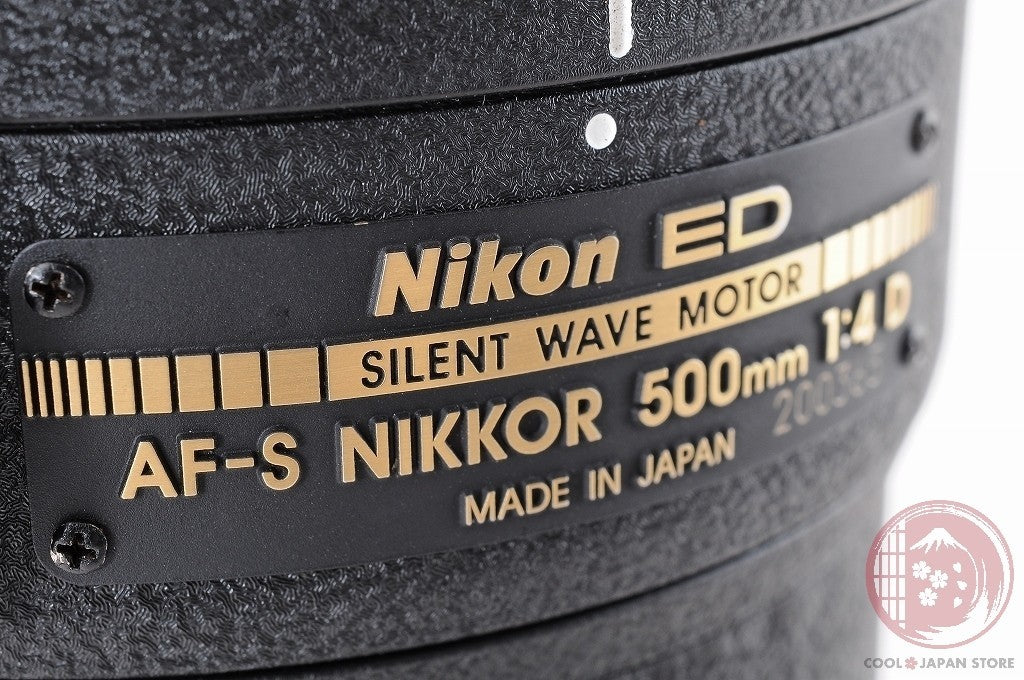 Nikon ED
SILENT WAVE MOTOR
AF-S NIKKOR 500mm 1:4 D
MADE IN JAPAN
COOL JAPAN STORE